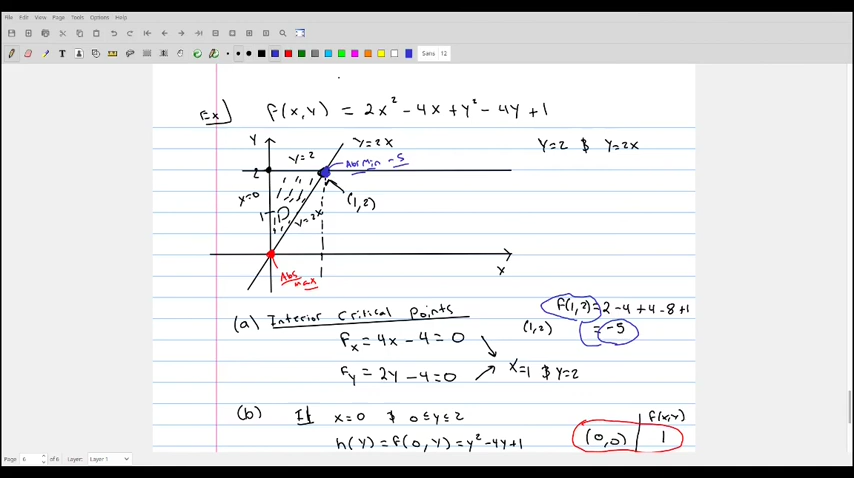 File Edit View Page Tools Options Help
Sans 12
Ex] f(x,y) = 2x² - 4x + y² - 4y + 1
y
y=2x
y=2 $ y=2x
y=2
Abs Min -5
2
x=0
(1,2)
1
D
y=2x
x
Abs
max
(a) Interior Critical Points
f(1,2) = 2 - 4 + 4 - 8 + 1
(1,2) = -5
Fx = 4x - 4 = 0
Fy = 2y - 4 = 0
x=1 $ y=2
(b) If x=0 $ 0 ≤ y ≤ 2
f(x,y)
h(y) = f(0,y) = y² - 4y + 1
(0,0) 1
Page 6 of 6 Layer: Layer 1